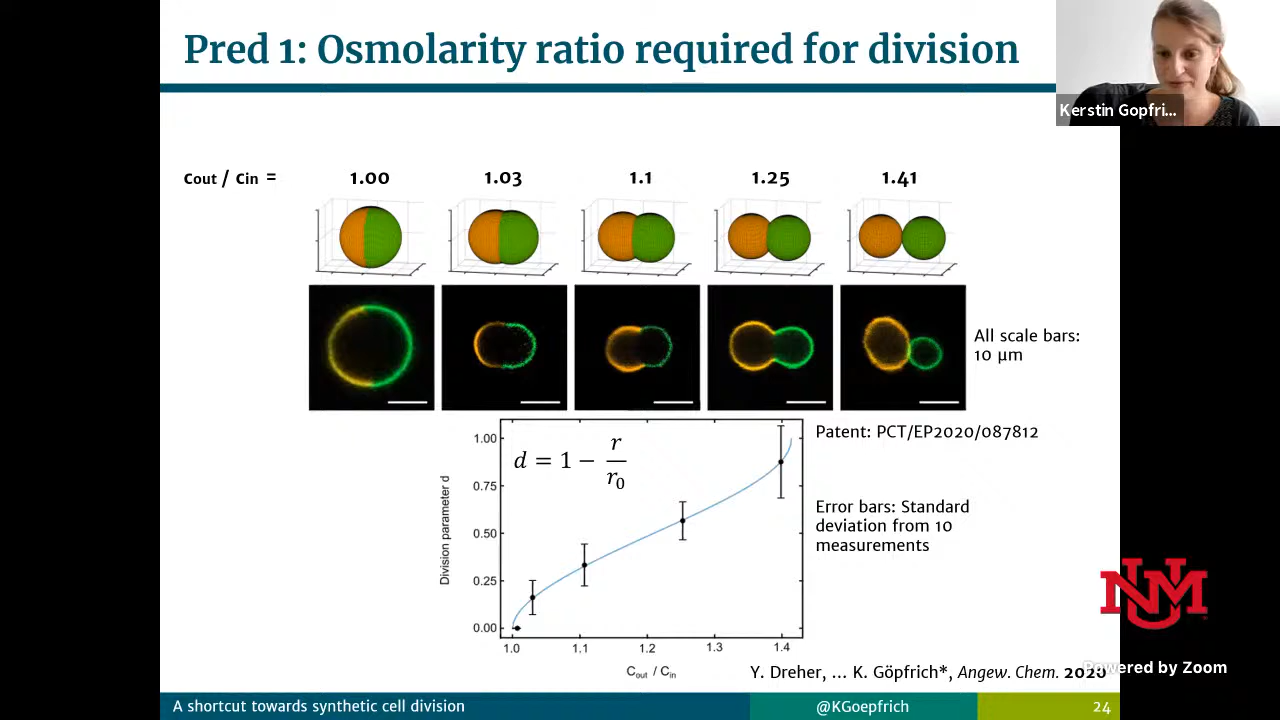 Pred 1: Osmolarity ratio required for division
Kerstin Gopfri...
Cout / Cin =
1.00
1.03
1.1
1.25
1.41
All scale bars:
10 µm
Patent: PCT/EP2020/087812
d = 1 − r/r0
Error bars: Standard
deviation from 10
measurements
Division parameter d
1.00
0.75
0.50
0.25
0.00
1.0
1.1
1.2
1.3
1.4
Cout / Cin
UNM
Y. Dreher, ... K. Göpfrich*, Angew. Chem. 2020
Powered by Zoom
A shortcut towards synthetic cell division
@KGoepfrich
24